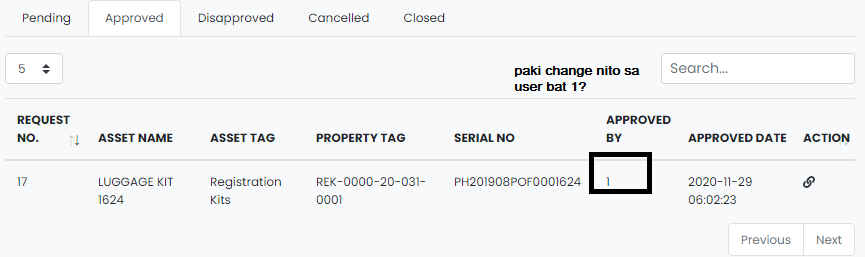 Pending Approved Disapproved Cancelled Closed
5
paki change nito sa
user bat 1?
Search...
REQUEST
NO. ASSET NAME ASSET TAG PROPERTY TAG SERIAL NO APPROVED
BY APPROVED DATE ACTION
17 LUGGAGE KIT
1624 Registration
Kits REK-0000-20-031-
0001 PH201908POF0001624 1 2020-11-29
06:02:23
Previous Next